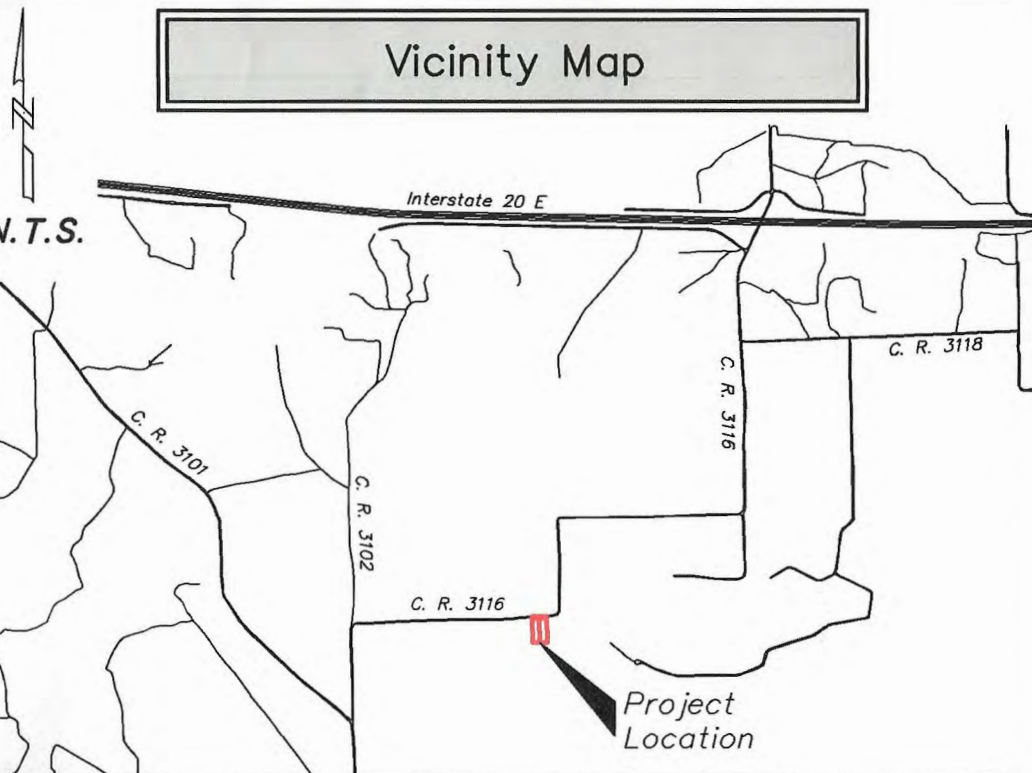 Vicinity Map
N
N.T.S.
Interstate 20 E
C. R. 3118
C. R. 3116
C. R. 3101
C. R. 3102
C. R. 3116
Project
Location